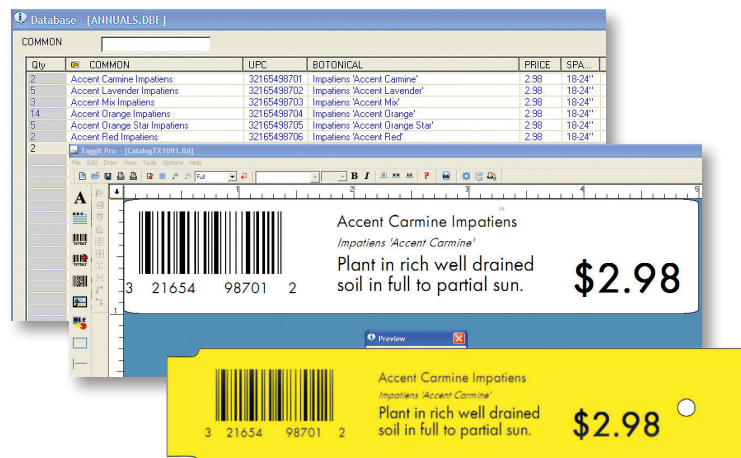 Database - [ANNUALS.DBF]
COMMON
Qty COMMON UPC BOTONICAL PRICE SPA...
2 Accent Carmine Impatiens 32165498701 Impatiens 'Accent Carmine' 2.98 18-24"
5 Accent Lavender Impatiens 32165498702 Impatiens 'Accent Lavender' 2.98 18-24"
3 Accent Mix Impatiens 32165498703 Impatiens 'Accent Mix' 2.98 18-24"
14 Accent Orange Impatiens 32165498704 Impatiens 'Accent Orange' 2.98 18-24"
5 Accent Orange Star Impatiens 32165498705 Impatiens 'Accent Orange Star' 2.98 18-24"
2 Accent Red Impatiens 32165498706 Impatiens 'Accent Red' 2.98 18-24"
2
TaggIt Pro - [CatalogTX1091.lbl]
File Edit Draw View Tools Options Help
Full B I ?
1 2 3 4 5
A
ABC
1
Accent Carmine Impatiens
Impatiens 'Accent Carmine'
Plant in rich well drained
soil in full to partial sun.
$2.98
3 21654 98701 2
Preview
Accent Carmine Impatiens
Impatiens 'Accent Carmine'
Plant in rich well drained
soil in full to partial sun.
$2.98
3 21654 98701 2